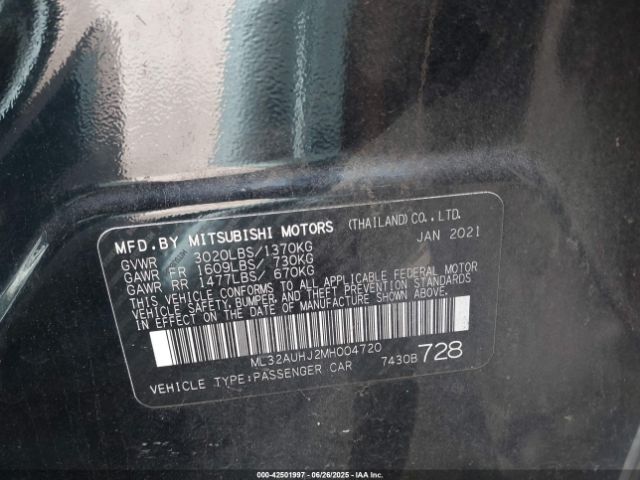 MFD.BY MITSUBISHI MOTORS (THAILAND) CO.,LTD.
JAN 2021
GVWR 3020LBS/1370KG
GAWR FR 1609LBS/ 730KG
GAWR RR 1477LBS/ 670KG
THIS VEHICLE CONFORMS TO ALL APPLICABLE FEDERAL MOTOR
VEHICLE SAFETY, BUMPER, AND THEFT PREVENTION STANDARDS
IN EFFECT ON THE DATE OF MANUFACTURE SHOWN ABOVE.
ML32AUHJ2MH004720
VEHICLE TYPE:PASSENGER CAR 7430B 728
000-42501997 - 06/26/2025 - IAA Inc.